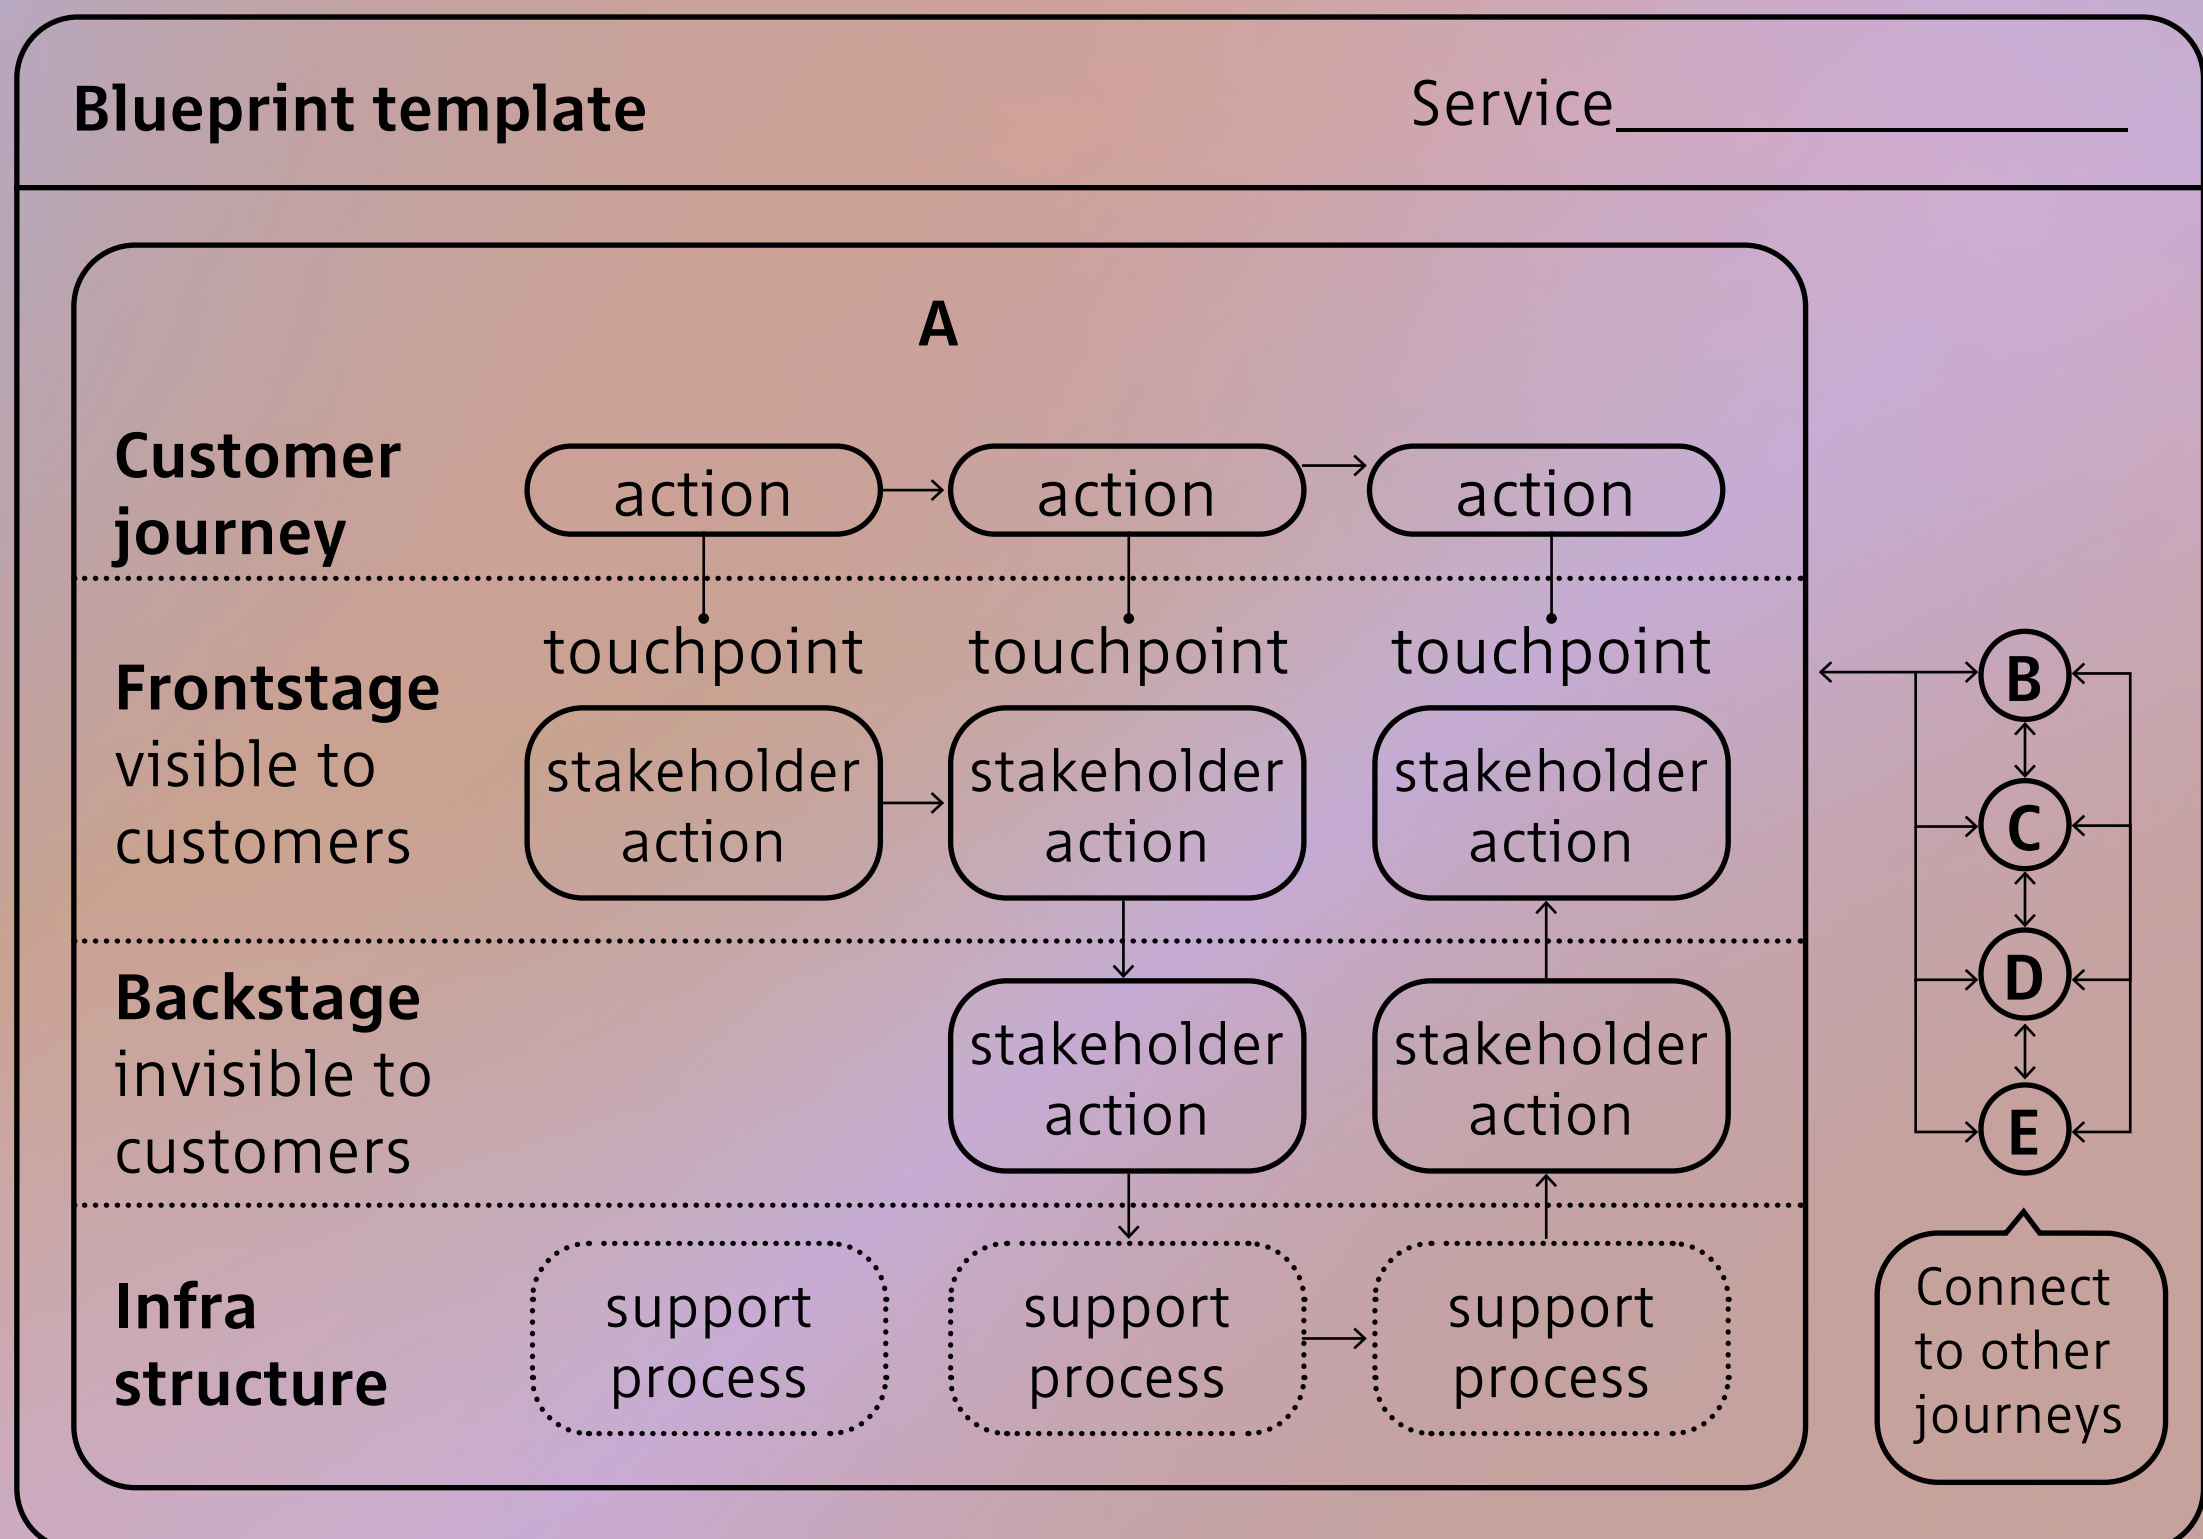 Blueprint template
Service
A
Customer
journey
action
action
action
touchpoint
touchpoint
touchpoint
Frontstage
visible to
customers
stakeholder
action
stakeholder
action
stakeholder
action
Backstage
invisible to
customers
stakeholder
action
stakeholder
action
Infra
structure
support
process
support
process
support
process
B
C
D
E
Connect
to other
journeys